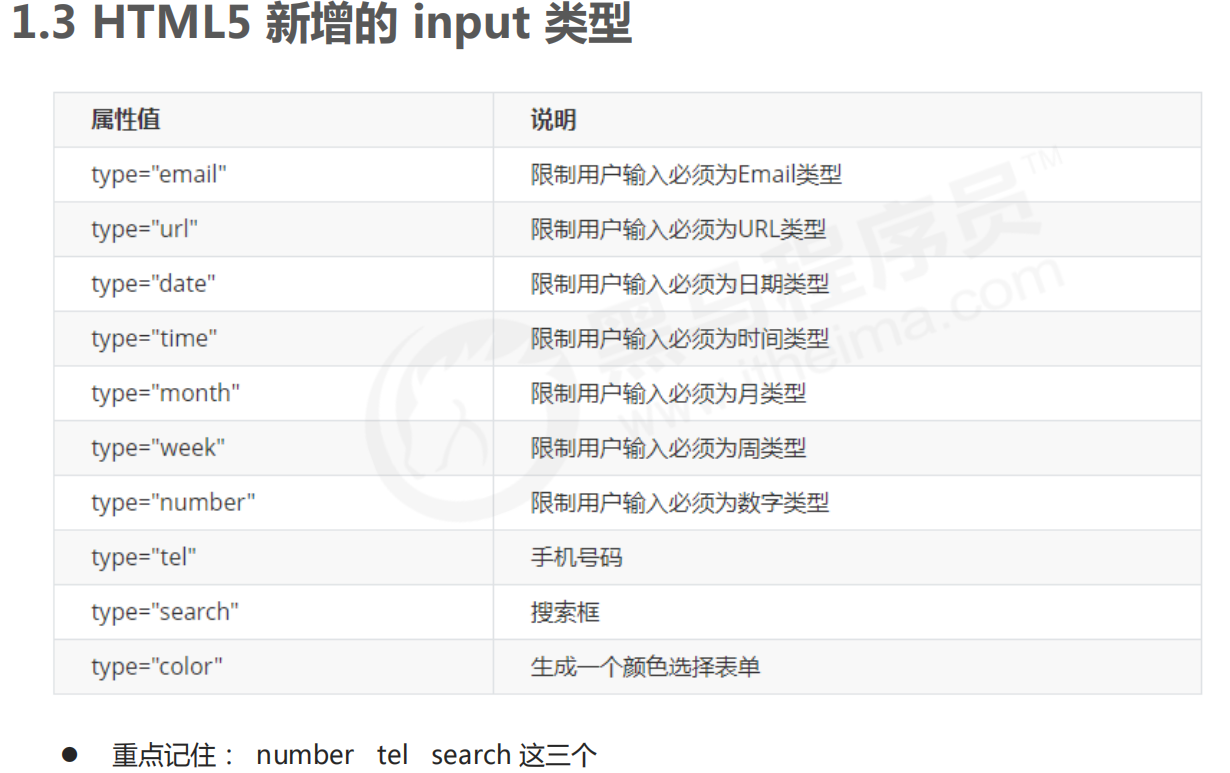 1.3 HTML5 新增的 input 类型
属性值 说明
type="email" 限制用户输入必须为Email类型
type="url" 限制用户输入必须为URL类型
type="date" 限制用户输入必须为日期类型
type="time" 限制用户输入必须为时间类型
type="month" 限制用户输入必须为月类型
type="week" 限制用户输入必须为周类型
type="number" 限制用户输入必须为数字类型
type="tel" 手机号码
type="search" 搜索框
type="color" 生成一个颜色选择表单
● 重点记住： number tel search 这三个
黑马程序员™
www.itheima.com